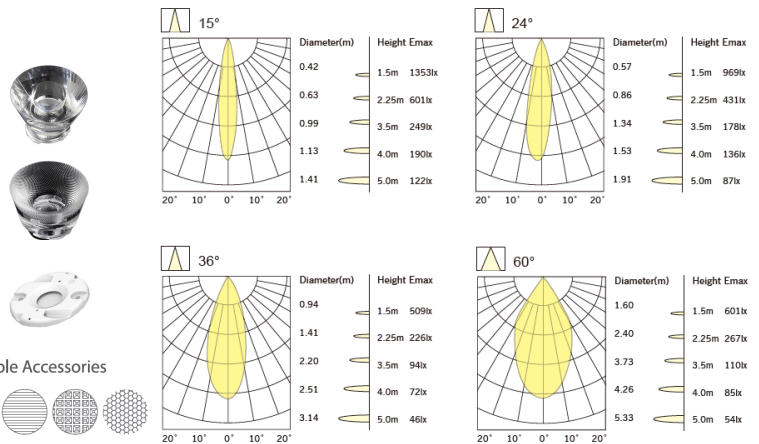 15°
Diameter(m) Height Emax
0.42 1.5m 1353lx
0.63 2.25m 601lx
0.99 3.5m 249lx
1.13 4.0m 190lx
1.41 5.0m 122lx
20° 10° 0° 10° 20°
24°
Diameter(m) Height Emax
0.57 1.5m 969lx
0.86 2.25m 431lx
1.34 3.5m 178lx
1.53 4.0m 136lx
1.91 5.0m 87lx
20° 10° 0° 10° 20°
36°
Diameter(m) Height Emax
0.94 1.5m 509lx
1.41 2.25m 226lx
2.20 3.5m 94lx
2.51 4.0m 72lx
3.14 5.0m 46lx
20° 10° 0° 10° 20°
60°
Diameter(m) Height Emax
1.60 1.5m 601lx
2.40 2.25m 267lx
3.73 3.5m 110lx
4.26 4.0m 85lx
5.33 5.0m 54lx
20° 10° 0° 10° 20°
ble Accessories